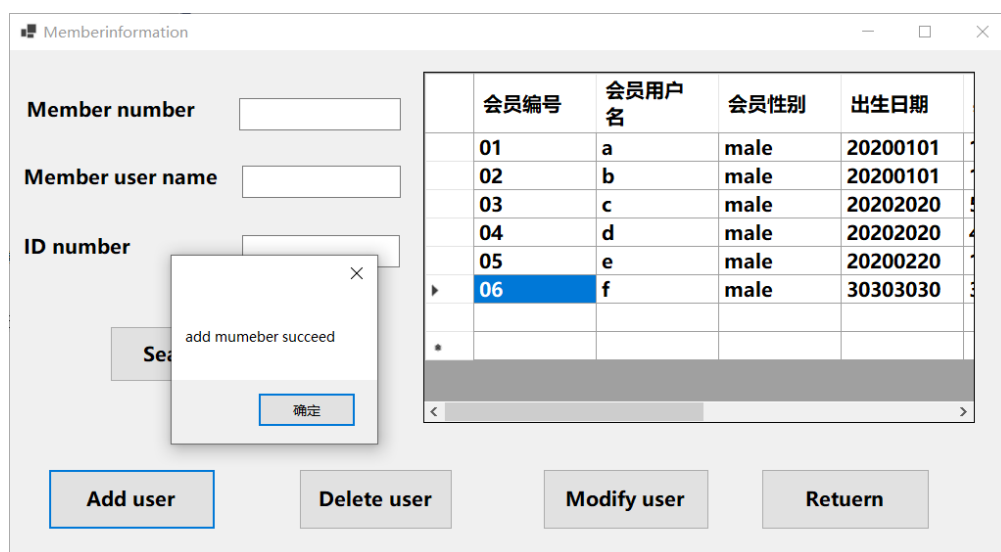 Memberinformation
Member number
Member user name
ID number
会员编号 会员用户名 会员性别 出生日期
01 a male 20200101
02 b male 20200101
03 c male 20202020
04 d male 20202020
05 e male 20200220
06 f male 30303030
add mumeber succeed
确定
Add user
Delete user
Modify user
Retuern